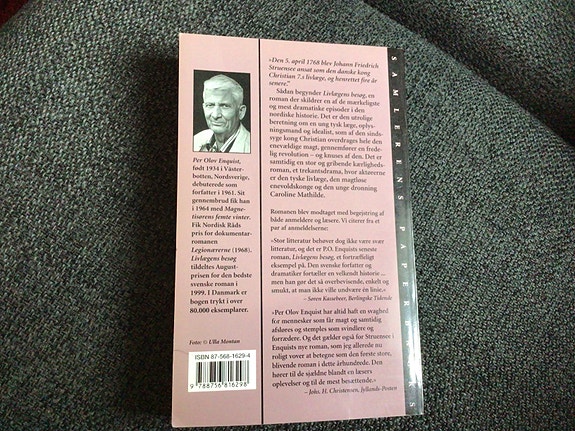 Per Olov Enquist,
født 1934 i Väster-
botten, Nordsverige,
debuterede som
forfatter i 1961. Sit
gennembrud fik han
i 1964 med Magne-
tisørens femte vinter.
Fik Nordisk Råds
pris for dokumentar-
romanen
Legionærerne (1968).
Livlægens besøg
tildeltes August-
prisen for den bedste
svenske roman i
1999. I Danmark er
bogen trykt i over
80.000 eksemplarer.
Foto: © Ulla Montan
ISBN 87-568-1629-4
9 788756 816298
»Den 5. april 1768 blev Johann Friedrich
Struensee ansat som den danske kong
Christian 7.s livlæge, og henrettet fire år
senere.«
Sådan begynder Livlægens besøg, en
roman der skildrer en af de mærkeligste
og mest dramatiske episoder i den
nordiske historie. Det er den utrolige
beretning om en ung tysk læge, oplys-
ningsmand og idealist, som af den sinds-
syge kong Christian overdrages hele den
enevældige magt, gennemfører en frede-
lig revolution – og knuses af den. Det er
samtidig en stor og gribende kærligheds-
roman, et trekantsdrama, hvor aktørerne
er den tyske livlæge, den magtløse
enevoldskonge og den unge dronning
Caroline Mathilde.
Romanen blev modtaget med begejstring af
både anmeldere og læsere. Vi citerer fra et
par af anmeldelserne:
»Stor litteratur behøver dog ikke være svær
litteratur, og det er P.O. Enquists seneste
roman, Livlægens besøg, et fortræffeligt
eksempel på. Den svenske forfatter og
dramatiker fortæller en velkendt historie ...
men han gør det så overbevisende, enkelt og
smukt, at man ikke ville undvære én linie.«
– Søren Kassebeer, Berlingske Tidende
»Per Olov Enquist har altid haft en svaghed
for mennesker som får magt og samtidig
afsløres og stemples som svindlere og
forrædere. Og det gælder også for Struensee i
Enquists nye roman, som jeg allerede nu
roligt vover at betegne som den første store,
blivende roman i dette århundrede. Den
hører til de sjældne blandt en læsers
oplevelser og til de mest besættende.«
– Johs. H. Christensen, Jyllands-Posten
SAMLERENS PAPERBACKS